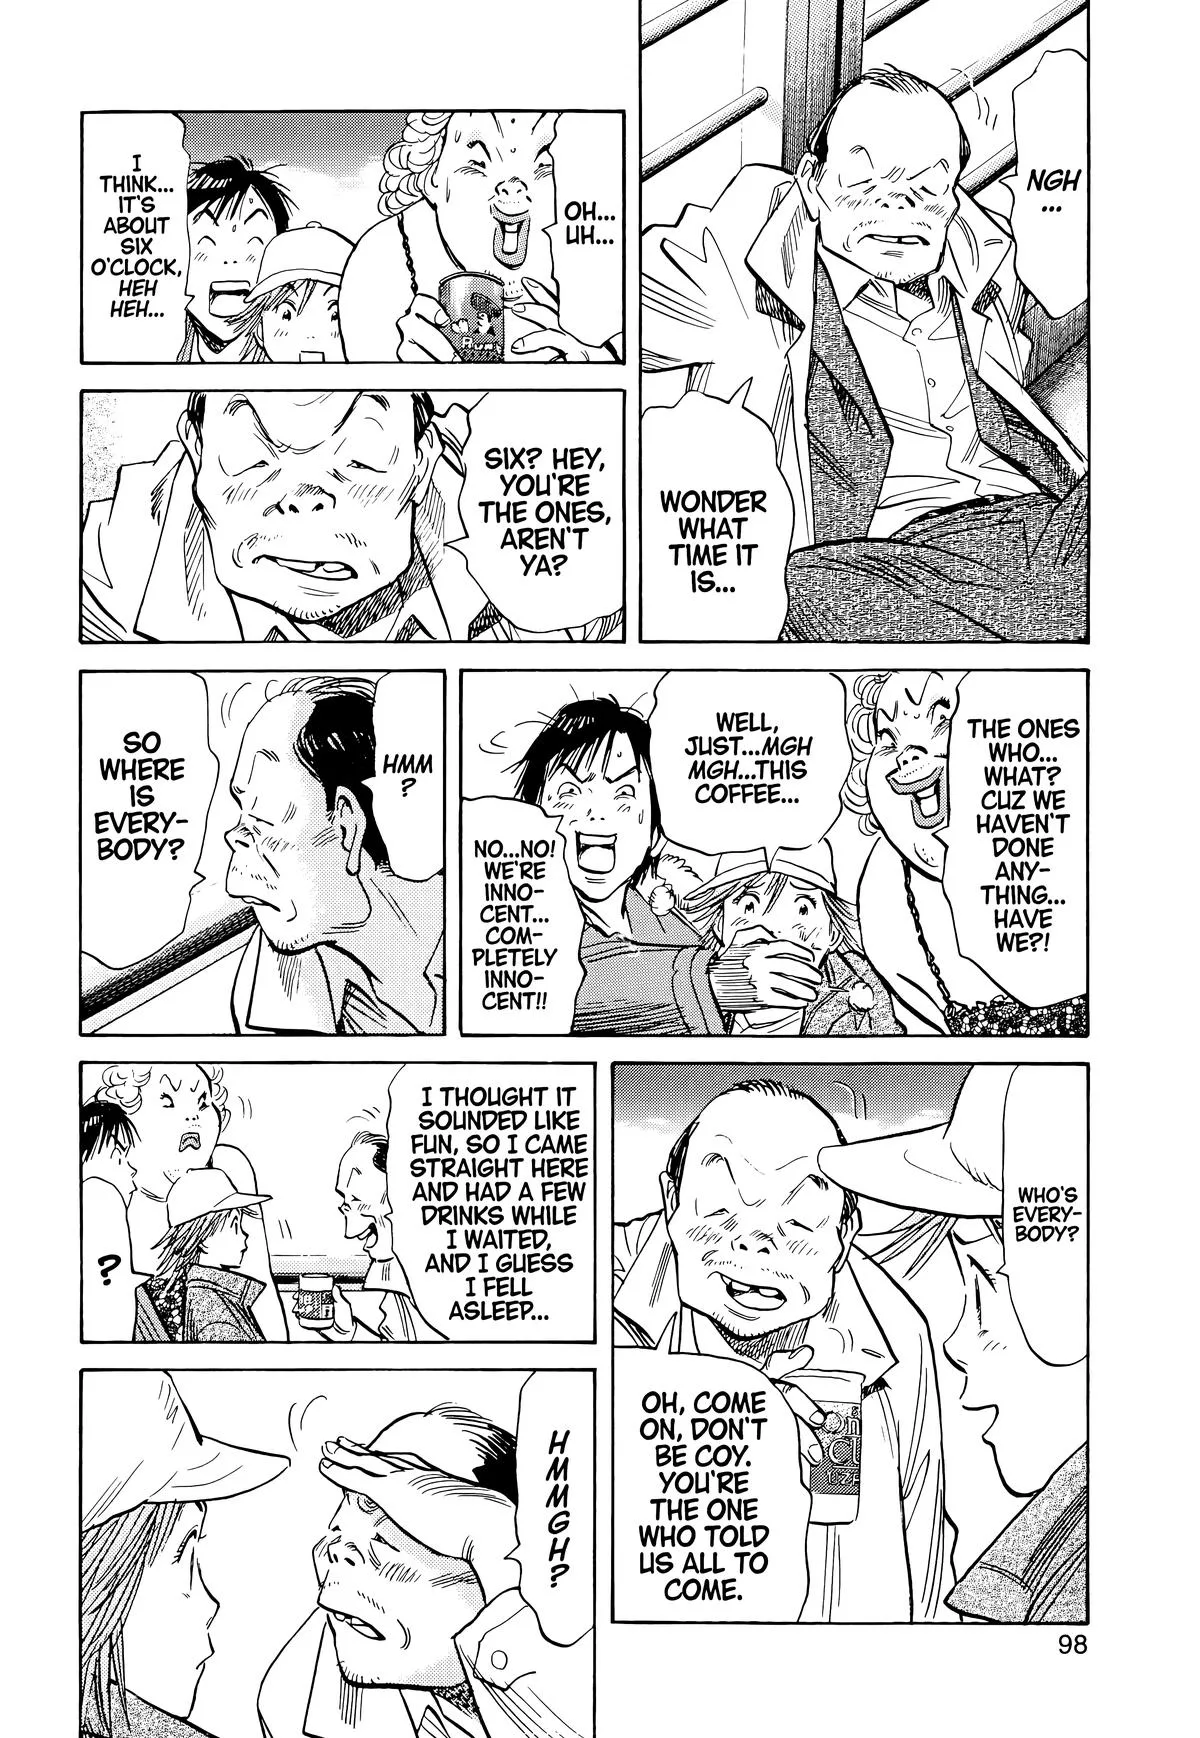 NGH
...
WONDER
WHAT
TIME IT
IS...
OH...
UH...
I
THINK...
IT'S
ABOUT
SIX
O'CLOCK,
HEH
HEH...
SIX? HEY,
YOU'RE
THE ONES,
AREN'T
YA?
THE ONES
WHO...
WHAT?
CUZ WE
HAVEN'T
DONE
ANY-
THING...
HAVE
WE?!
WELL,
JUST...MGH
MGH...THIS
COFFEE...
NO...NO!
WE'RE
INNO-
CENT...
COM-
PLETELY
INNO-
CENT!!
HMM
?
SO
WHERE
IS
EVERY-
BODY?
WHO'S
EVERY-
BODY?
OH, COME
ON, DON'T
BE COY.
YOU'RE
THE ONE
WHO TOLD
US ALL TO
COME.
I THOUGHT IT
SOUNDED LIKE
FUN, SO I CAME
STRAIGHT HERE
AND HAD A FEW
DRINKS WHILE
I WAITED,
AND I GUESS
I FELL
ASLEEP...
?
HMMGH?
98